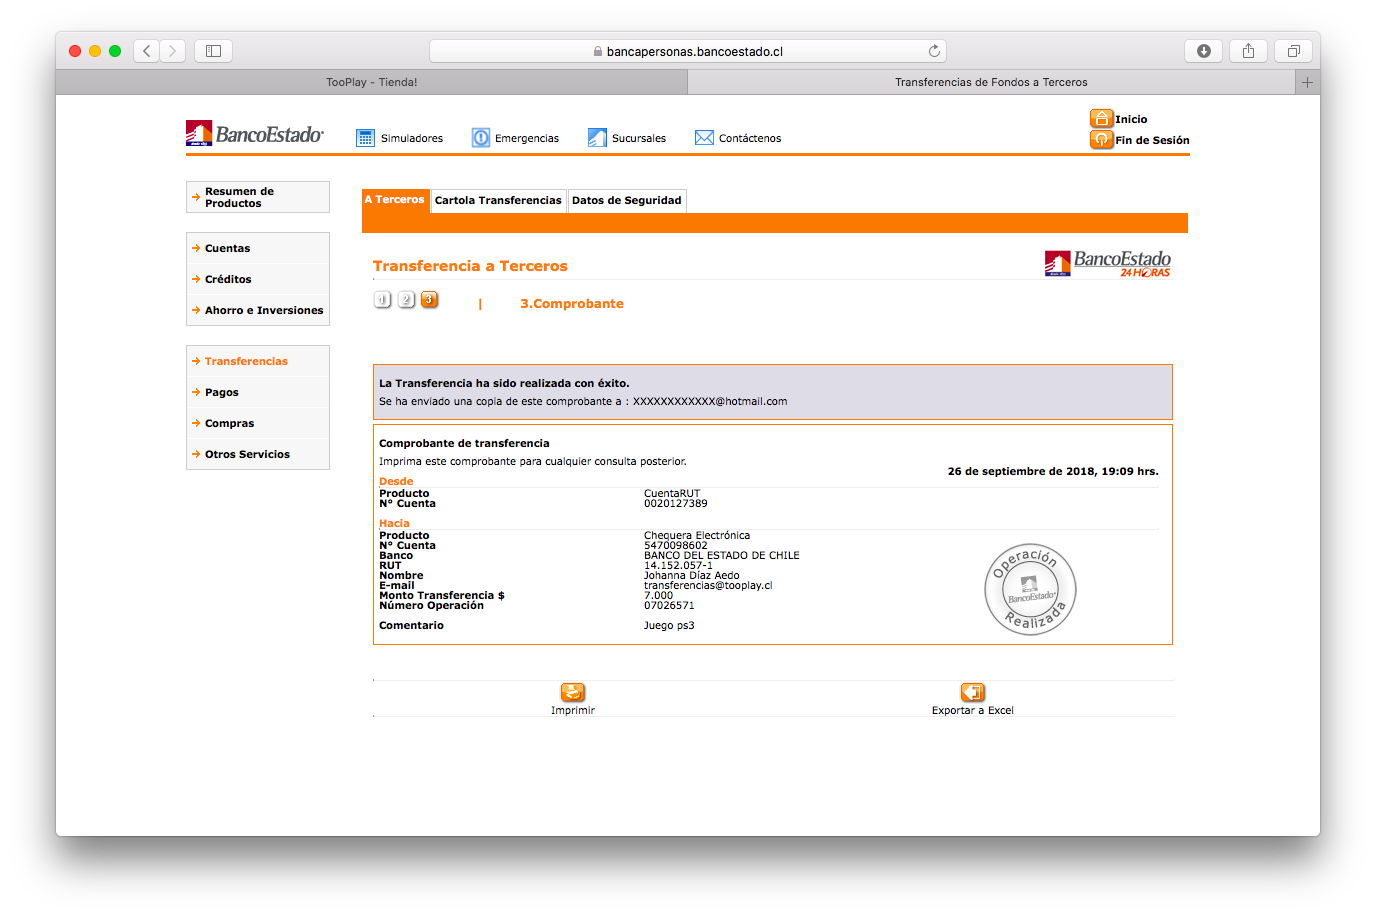 bancapersonas.bancoestado.cl
TooPlay - Tienda!
Transferencias de Fondos a Terceros
BancoEstado
Simuladores
Emergencias
Sucursales
Contáctenos
Inicio
Fin de Sesión
Resumen de
Productos
Cuentas
Créditos
Ahorro e Inversiones
Transferencias
Pagos
Compras
Otros Servicios
A Terceros
Cartola Transferencias
Datos de Seguridad
Transferencia a Terceros
BancoEstado
24 HORAS
1 2 3 | 3.Comprobante
La Transferencia ha sido realizada con éxito.
Se ha enviado una copia de este comprobante a : XXXXXXXXXXXX@hotmail.com
Comprobante de transferencia
Imprima este comprobante para cualquier consulta posterior.
26 de septiembre de 2018, 19:09 hrs.
Desde
Producto CuentaRUT
Nº Cuenta 0020127389
Hacia
Producto Chequera Electrónica
Nº Cuenta 5470098602
Banco BANCO DEL ESTADO DE CHILE
RUT 14.152.057-1
Nombre Johanna Díaz Aedo
E-mail transferencias@tooplay.cl
Monto Transferencia $ 7.000
Número Operación 07026571
Comentario Juego ps3
Operación
BancoEstado
Realizada
Imprimir
Exportar a Excel